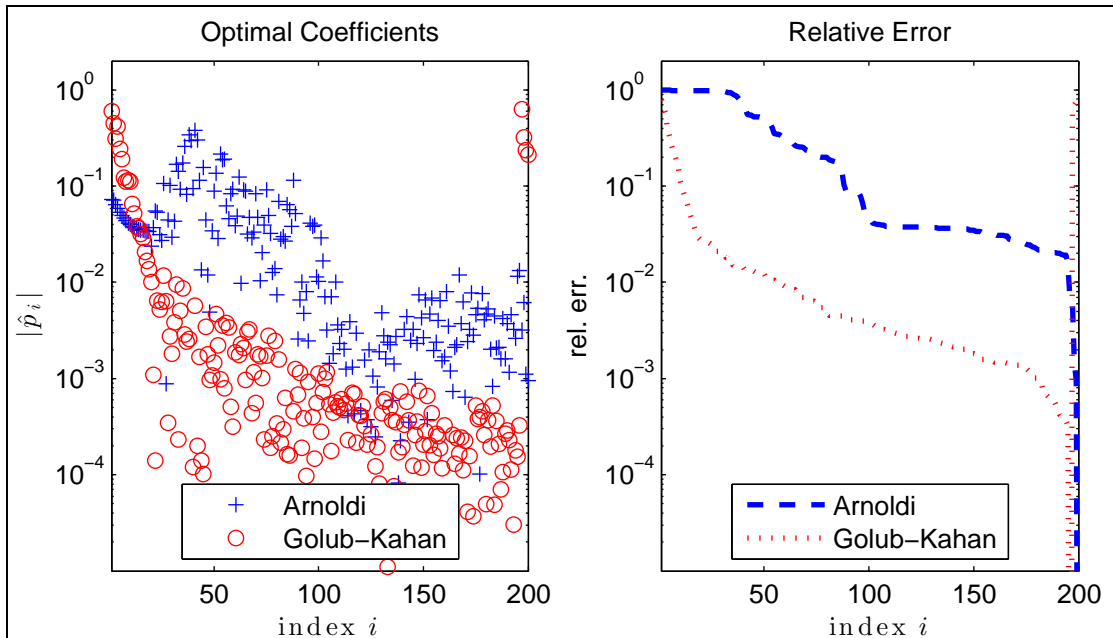 Optimal Coefficients
10^0
10^-1
10^-2
10^-3
10^-4
|p̂_i|
Arnoldi
Golub−Kahan
50
100
150
200
index i
Relative Error
10^0
10^-1
10^-2
10^-3
10^-4
rel. err.
Arnoldi
Golub−Kahan
50
100
150
200
index i